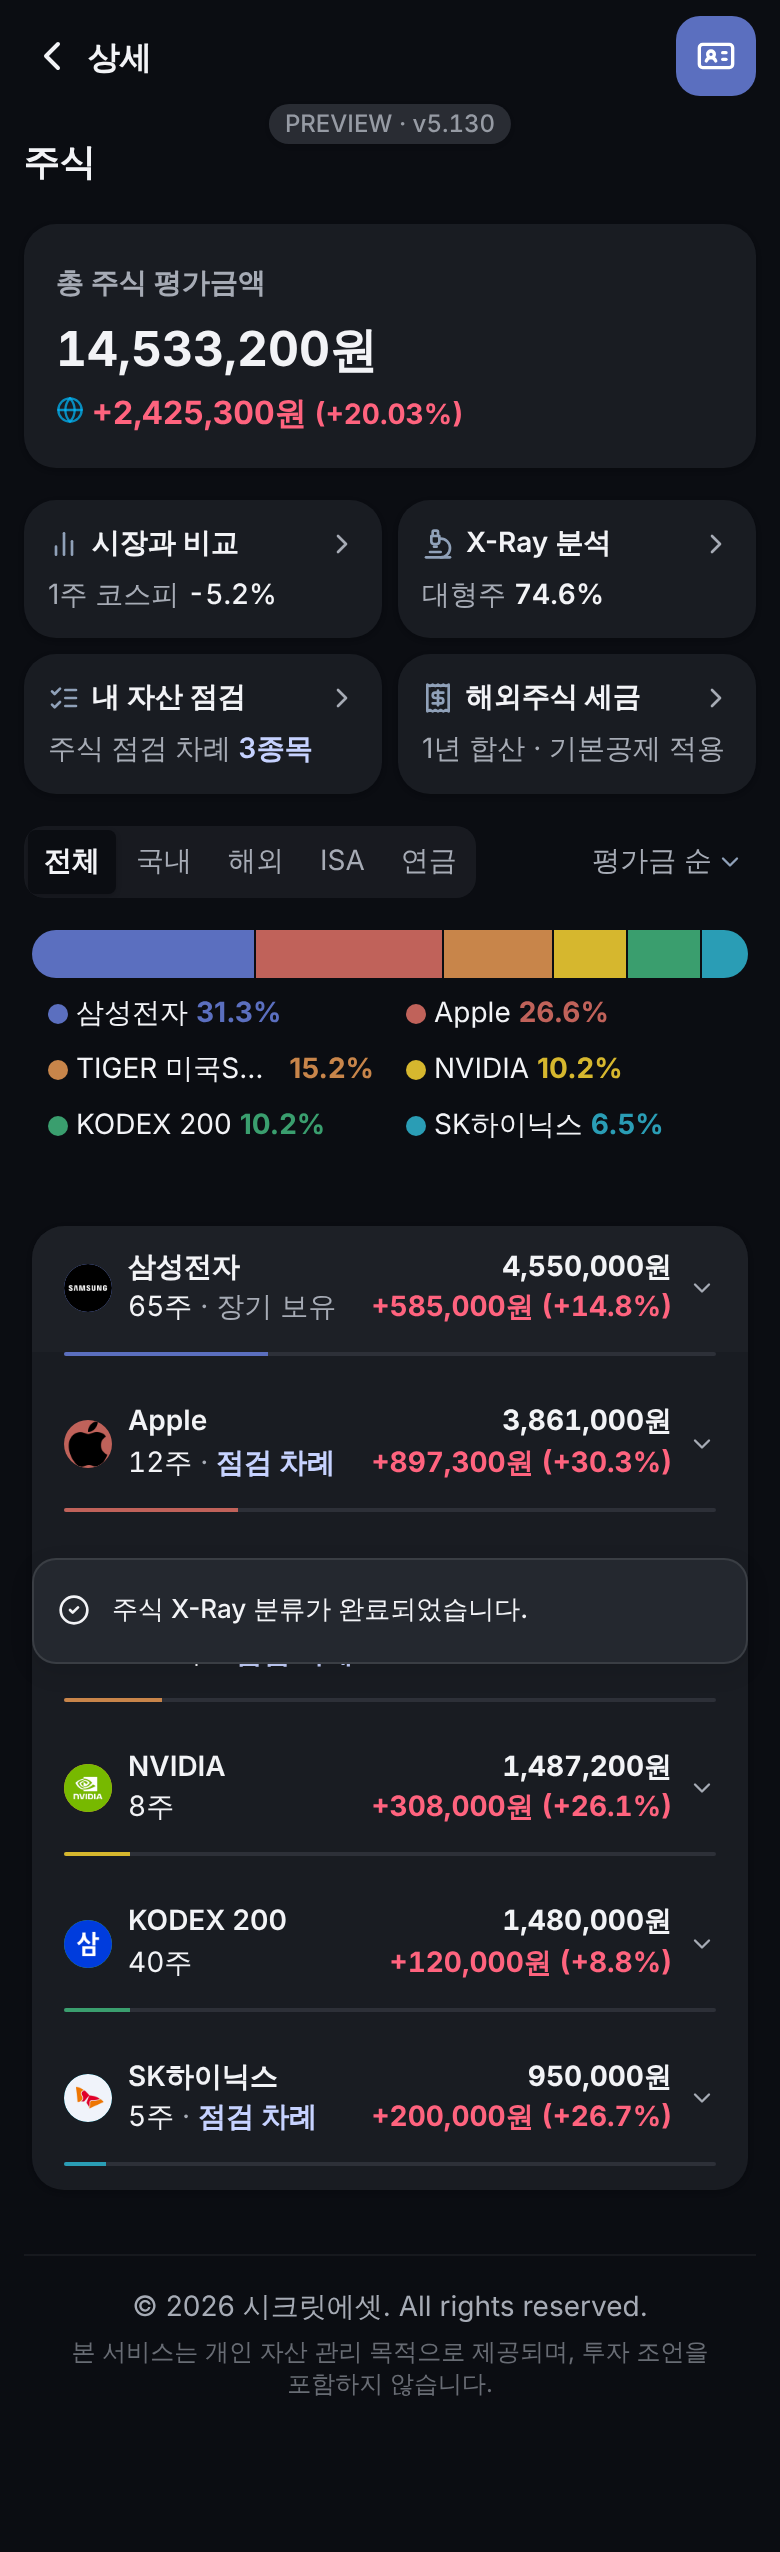 상세
PREVIEW · v5.130
주식
총 주식 평가금액
14,533,200원
+2,425,300원 (+20.03%)
시장과 비교
1주 코스피 -5.2%
X-Ray 분석
대형주 74.6%
내 자산 점검
주식 점검 차례 3종목
해외주식 세금
1년 합산 · 기본공제 적용
전체 국내 해외 ISA 연금 평가금 순
삼성전자 31.3%
Apple 26.6%
TIGER 미국S... 15.2%
NVIDIA 10.2%
KODEX 200 10.2%
SK하이닉스 6.5%
SAMSUNG
삼성전자 4,550,000원
65주 · 장기 보유 +585,000원 (+14.8%)
Apple 3,861,000원
12주 · 점검 차례 +897,300원 (+30.3%)
주식 X-Ray 분류가 완료되었습니다.
NVIDIA
NVIDIA 1,487,200원
8주 +308,000원 (+26.1%)
삼
KODEX 200 1,480,000원
40주 +120,000원 (+8.8%)
SK하이닉스 950,000원
5주 · 점검 차례 +200,000원 (+26.7%)
© 2026 시크릿에셋. All rights reserved.
본 서비스는 개인 자산 관리 목적으로 제공되며, 투자 조언을
포함하지 않습니다.